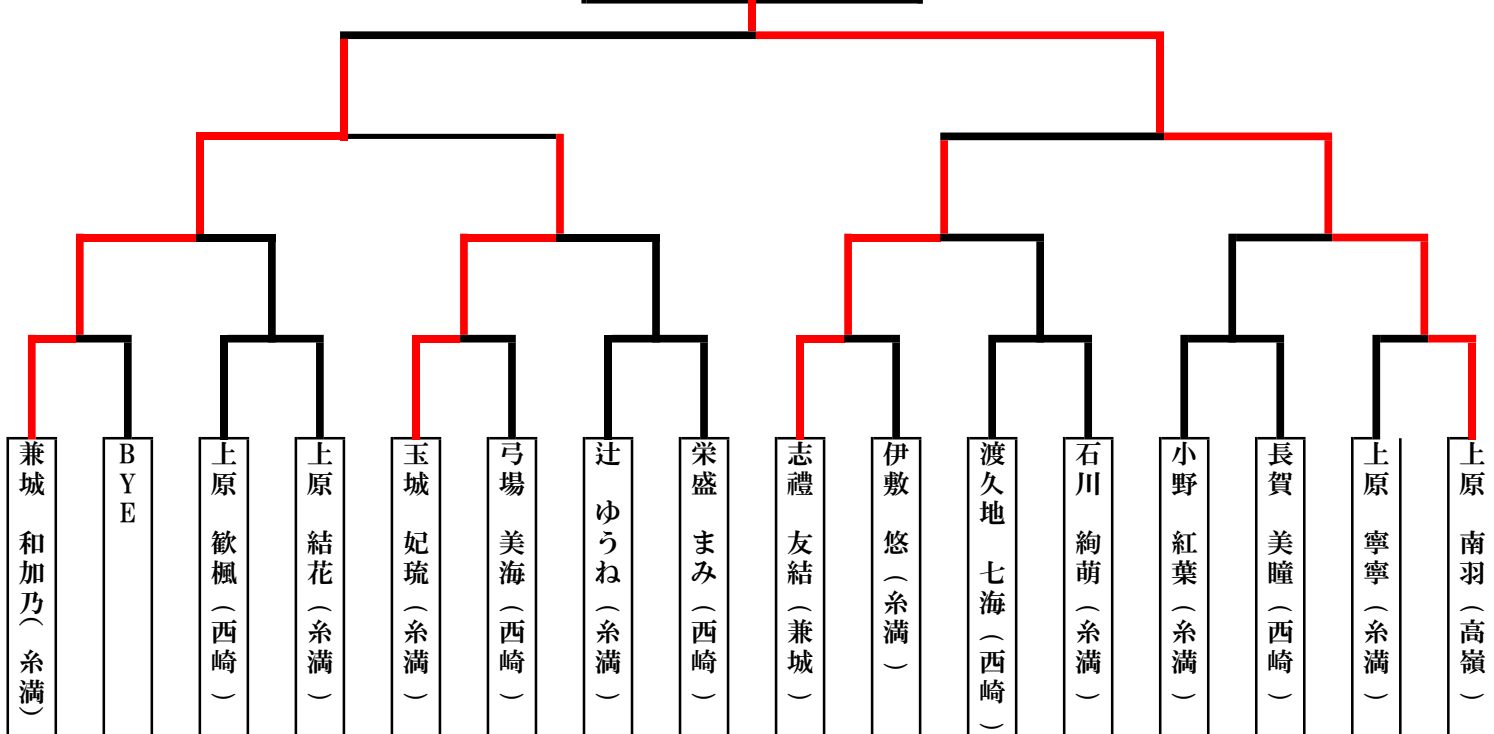 兼城　和加乃（糸満）
BYE
上原　歓楓（西崎）
上原　結花（糸満）
玉城　妃琉（糸満）
弓場　美海（西崎）
辻　ゆうね（糸満）
栄盛　まみ（西崎）
志禮　友結（兼城）
伊敷　悠（糸満）
渡久地　七海（西崎）
石川　絢萌（糸満）
小野　紅葉（糸満）
長賀　美瞳（西崎）
上原　寧寧（糸満）
上原　南羽（高嶺）